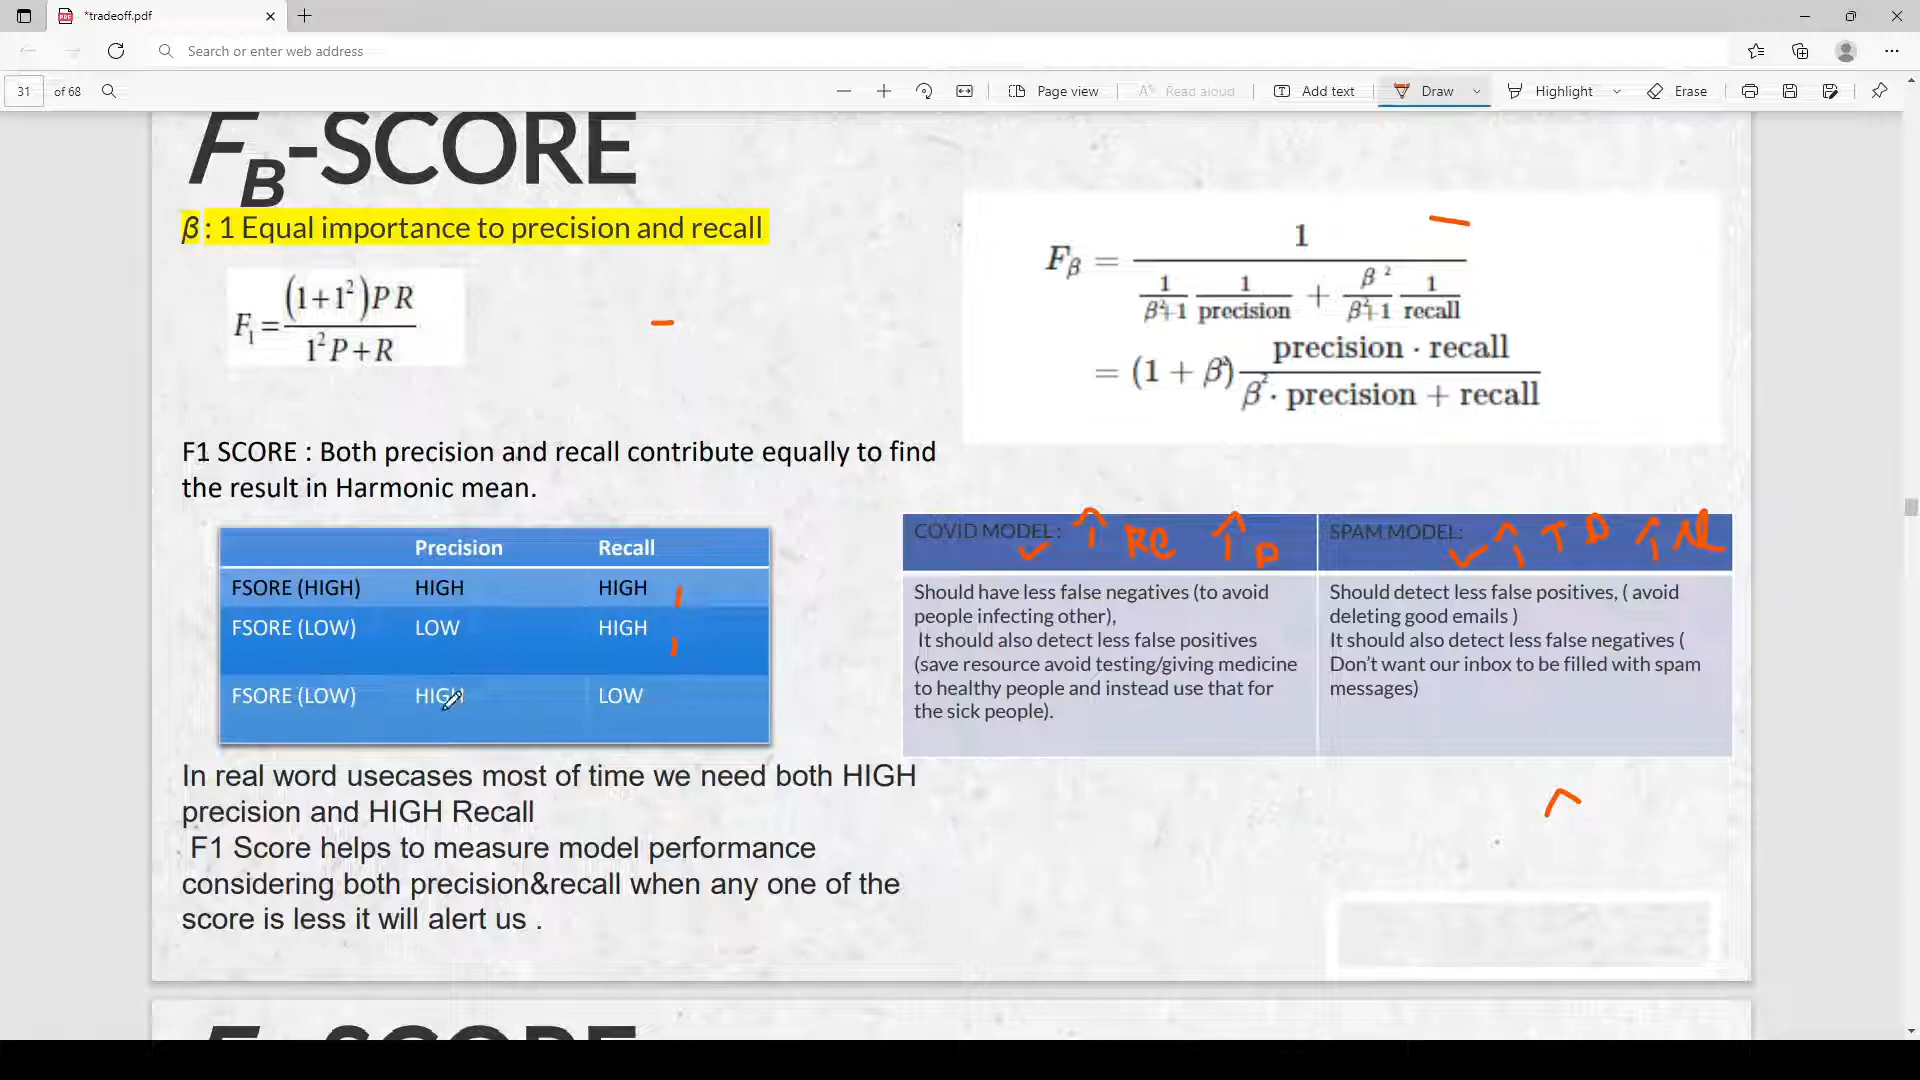 *tradeoff.pdf
Search or enter web address
31 of 68
Page view
Read aloud
Add text
Draw
Highlight
Erase
F_B-SCORE
β : 1 Equal importance to precision and recall
F_1 = (1+1²) P R / 1² P + R
F_β = 1 / (1/(β²+1) 1/precision + β²/(β²+1) 1/recall)
= (1 + β²) precision · recall / β² · precision + recall
F1 SCORE : Both precision and recall contribute equally to find
the result in Harmonic mean.
Precision Recall
FSORE (HIGH) HIGH HIGH
FSORE (LOW) LOW HIGH
FSORE (LOW) HIGH LOW
COVID MODEL :
Should have less false negatives (to avoid
people infecting other),
It should also detect less false positives
(save resource avoid testing/giving medicine
to healthy people and instead use that for
the sick people).
SPAM MODEL:
Should detect less false positives, ( avoid
deleting good emails )
It should also detect less false negatives (
Don't want our inbox to be filled with spam
messages)
In real word usecases most of time we need both HIGH
precision and HIGH Recall
F1 Score helps to measure model performance
considering both precision&recall when any one of the
score is less it will alert us .